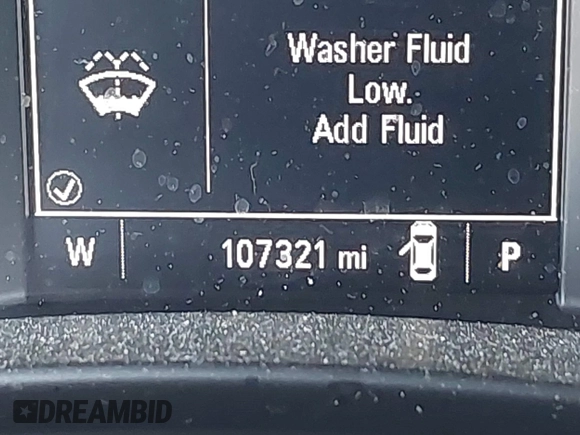 Washer Fluid
Low.
Add Fluid
W 107321 mi P
DREAMBID